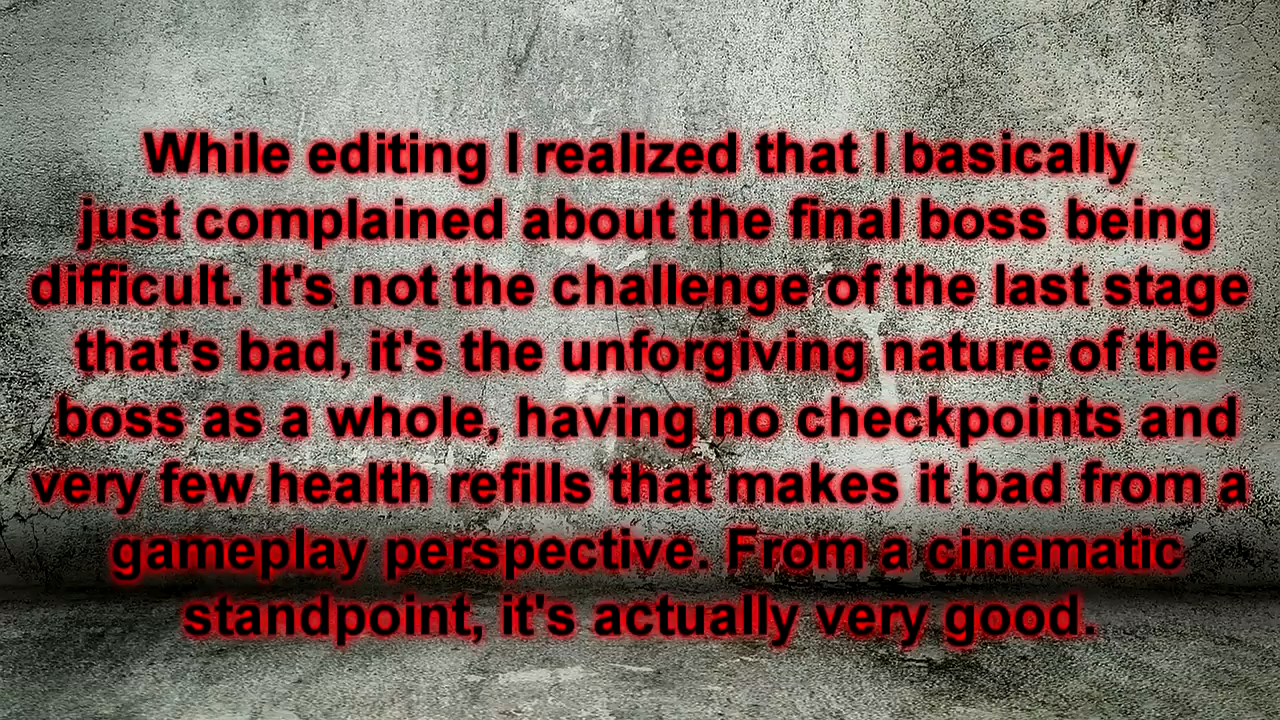 While editing I realized that I basically
just complained about the final boss being
difficult. It's not the challenge of the last stage
that's bad, it's the unforgiving nature of the
boss as a whole, having no checkpoints and
very few health refills that makes it bad from a
gameplay perspective. From a cinematic
standpoint, it's actually very good.